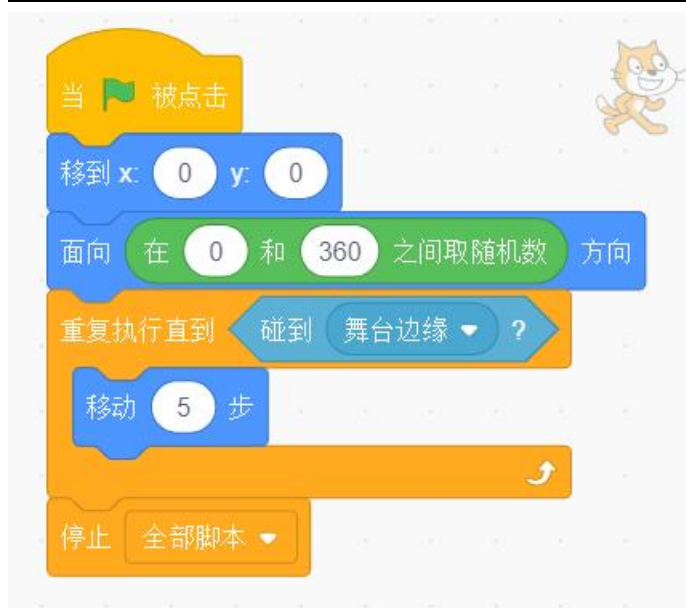 当 被点击
移到 x: 0 y: 0
面向 在 0 和 360 之间取随机数 方向
重复执行直到 碰到 舞台边缘 ?
移动 5 步
停止 全部脚本